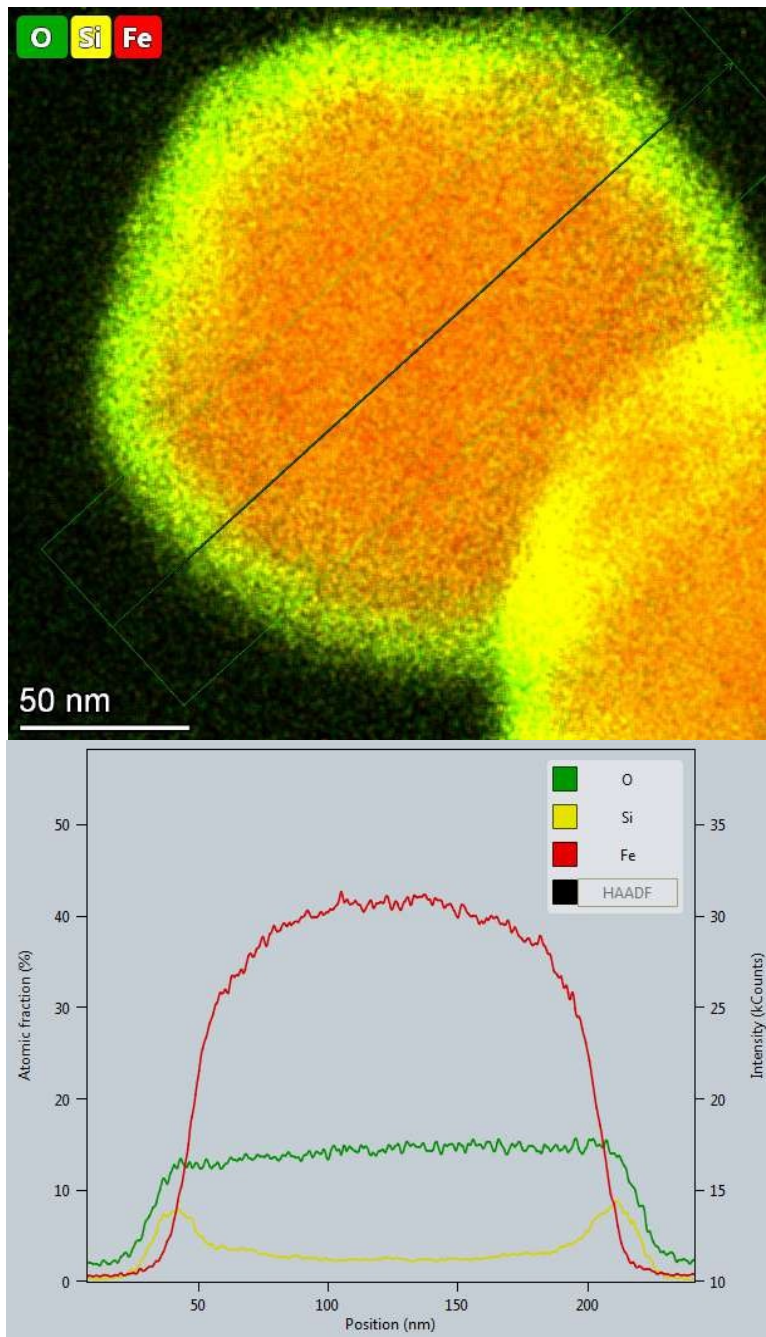 O Si Fe
50 nm
O
Si
Fe
HAADF
Atomic fraction (%)
50
40
30
20
10
0
Intensity (kCounts)
35
30
25
20
15
10
50 100 150 200
Position (nm)